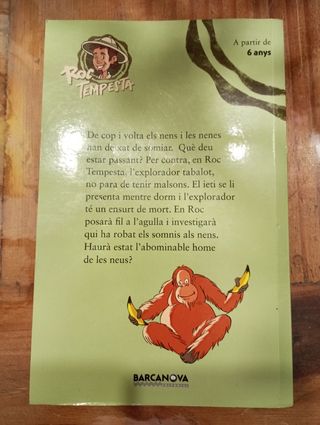 A partir de
6 anys
ROC
TEMPESTA
De cop i volta els nens i les nenes
han deixat de somiar. Què deu
estar passant? Per contra, en Roc
Tempesta, l'explorador tabalot,
no para de tenir malsons. El ieti se li
presenta mentre dorm i l'explorador
té un ensurt de mort. En Roc
posarà fil a l'agulla i investigarà
qui ha robat els somnis als nens.
Haurà estat l'abominable home
de les neus?
BARCANOVA